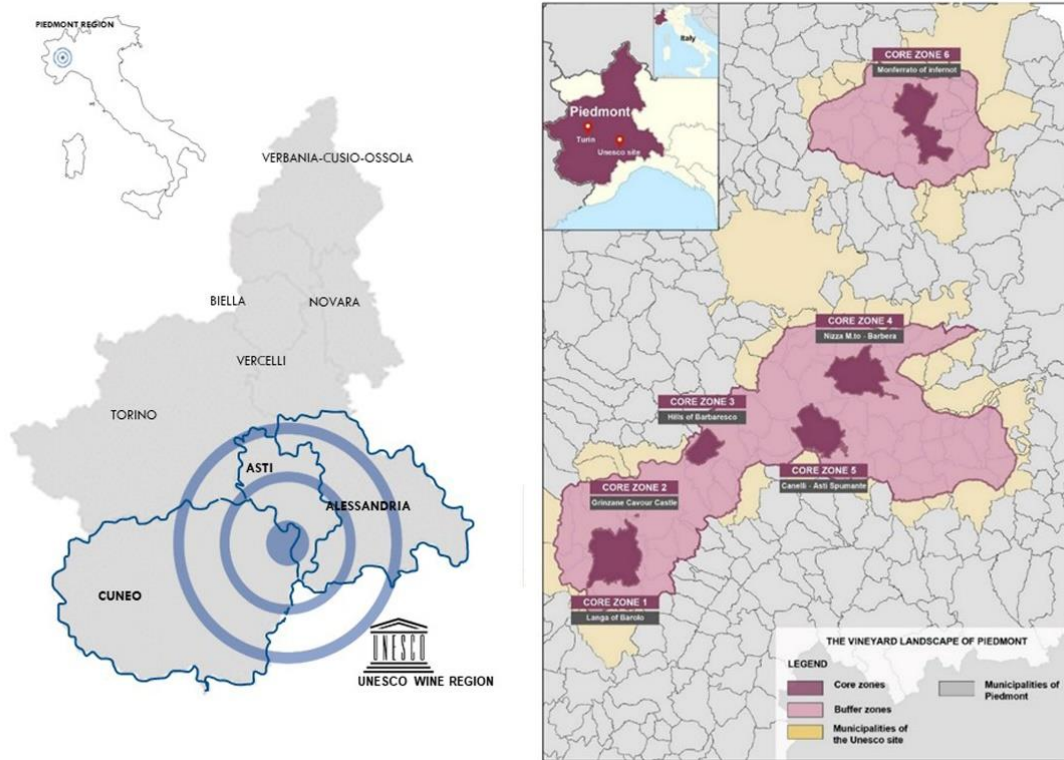 PIEDMONT REGION
VERBANIA-CUSIO-OSSOLA
BIELLA
NOVARA
VERCELLI
TORINO
ASTI
ALESSANDRIA
CUNEO
UNESCO
UNESCO WINE REGION
Italy
Piedmont
Turin
Unesco site
CORE ZONE 6
Monferrato of Infernot
CORE ZONE 4
Nizza M.to - Barbera
CORE ZONE 3
Hills of Barbaresco
CORE ZONE 5
Canelli - Asti Spumante
CORE ZONE 2
Grinzane Cavour Castle
CORE ZONE 1
Langa of Barolo
THE VINEYARD LANDSCAPE OF PIEDMONT
LEGEND
Core zones
Buffer zones
Municipalities of
the Unesco site
Municipalities of
Piedmont